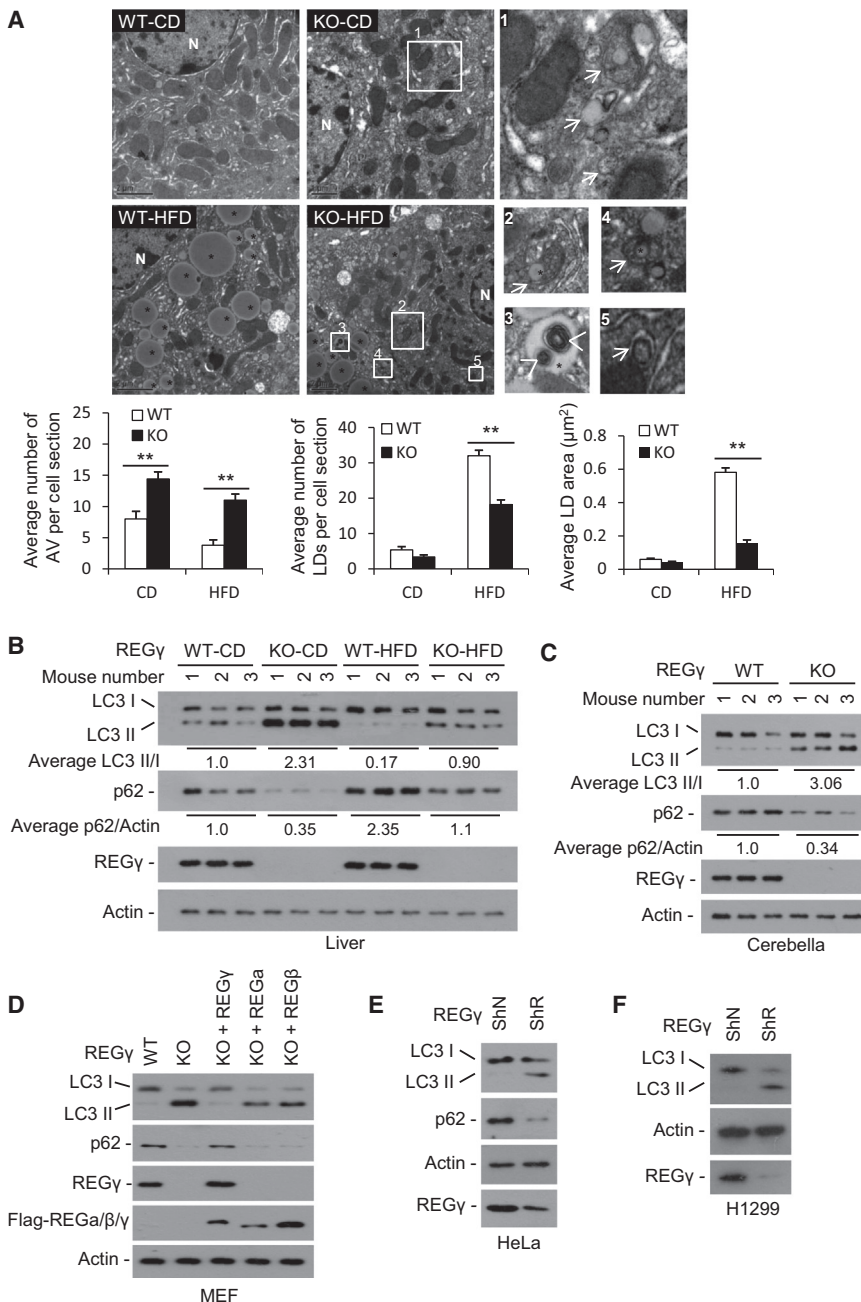 A
WT-CD
N
KO-CD
1
N
1
2 µm
WT-HFD
N
KO-HFD
N
2
3
4
5
2
4
3
5
Average number of
AV per cell section
25
20
15
10
5
0
WT
KO
**
**
CD
HFD
Average number of
LDs per cell section
40
30
20
10
0
WT
KO
**
CD
HFD
Average LD area (µm²)
0.8
0.6
0.4
0.2
0
WT
KO
**
CD
HFD
B
REGγ WT-CD KO-CD WT-HFD KO-HFD
Mouse number 1 2 3 1 2 3 1 2 3 1 2 3
LC3 I
LC3 II
Average LC3 II/I 1.0 2.31 0.17 0.90
p62 -
Average p62/Actin 1.0 0.35 2.35 1.1
REGγ -
Actin -
Liver
C
REGγ WT KO
Mouse number 1 2 3 1 2 3
LC3 I
LC3 II
Average LC3 II/I 1.0 3.06
p62 -
Average p62/Actin 1.0 0.34
REGγ -
Actin -
Cerebella
D
REGγ WT KO KO + REGγ KO + REGa KO + REGβ
LC3 I
LC3 II
p62 -
REGγ -
Flag-REGa/β/γ
Actin -
MEF
E
REGγ ShN ShR
LC3 I
LC3 II
p62 -
Actin -
REGγ -
HeLa
F
REGγ ShN ShR
LC3 I
LC3 II
Actin -
REGγ -
H1299